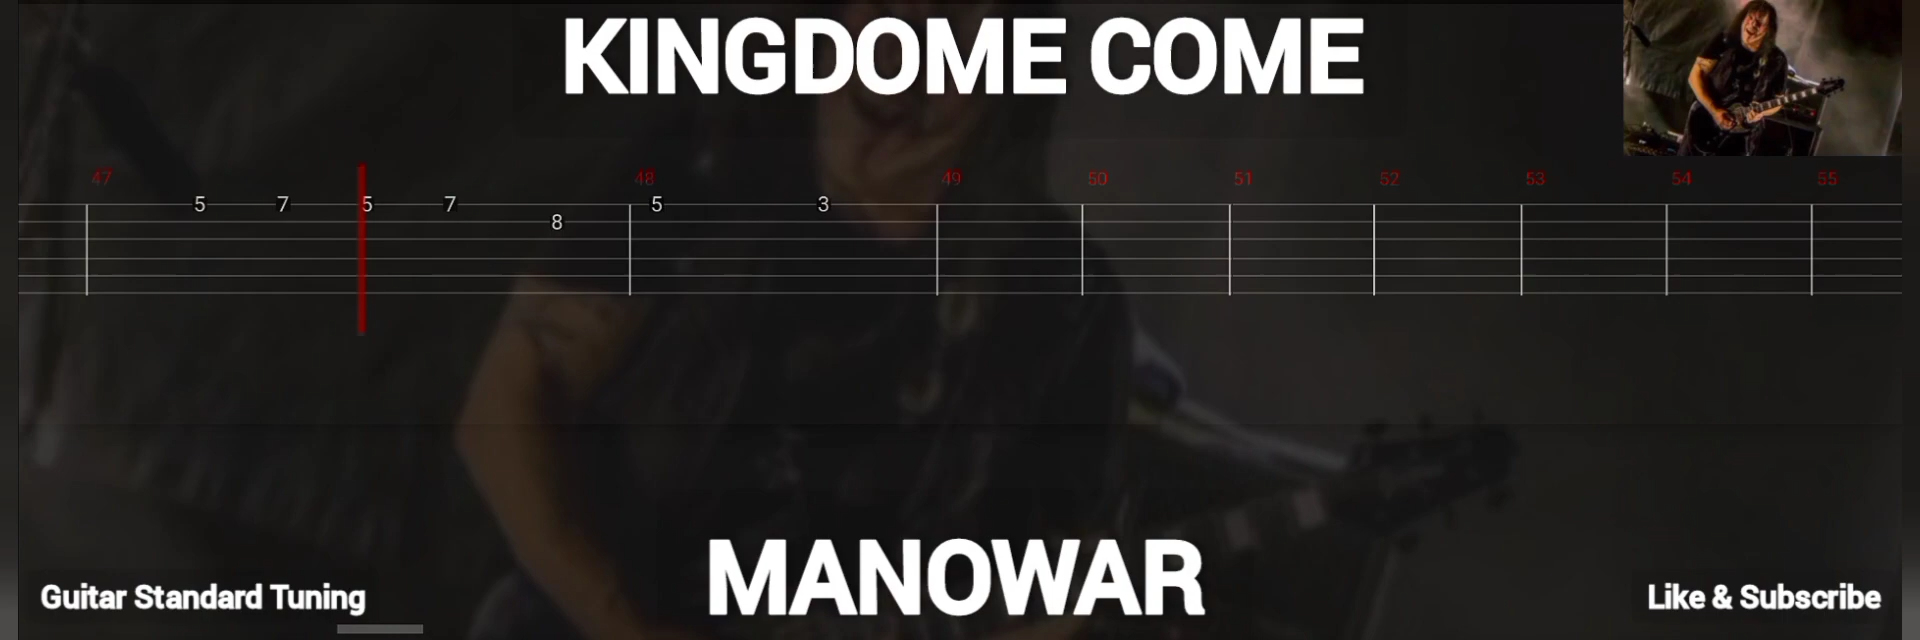 KINGDOME COME
47 48 49 50 51 52 53 54 55
5 7 5 7 5 3
8
MANOWAR
Guitar Standard Tuning
Like & Subscribe